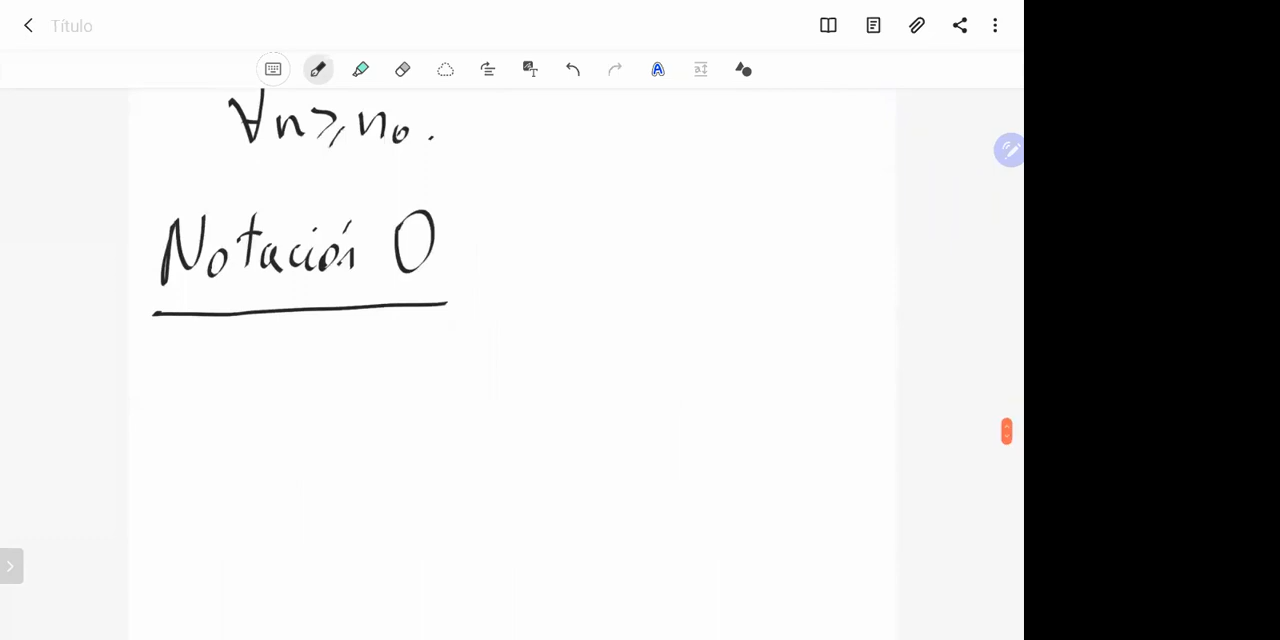 Título
∀n ≥ n₀.
Notación O